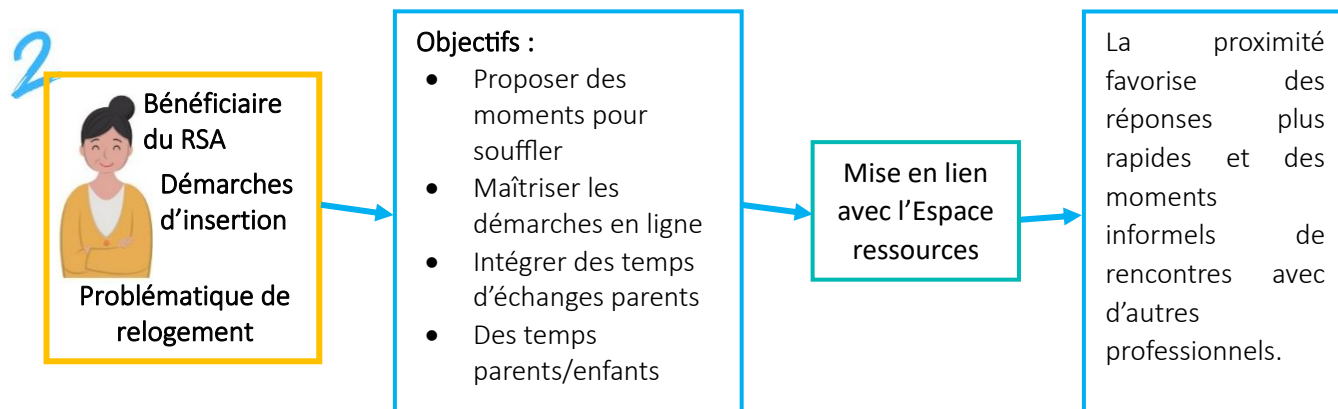 2
Bénéficiaire
du RSA
Démarches
d’insertion
Problématique de
relogement
Objectifs :
• Proposer des
moments pour
souffler
• Maîtriser les
démarches en ligne
• Intégrer des temps
d’échanges parents
• Des temps
parents/enfants
Mise en lien
avec l’Espace
ressources
La proximité
favorise des
réponses plus
rapides et des
moments
informels de
rencontres avec
d’autres
professionnels.